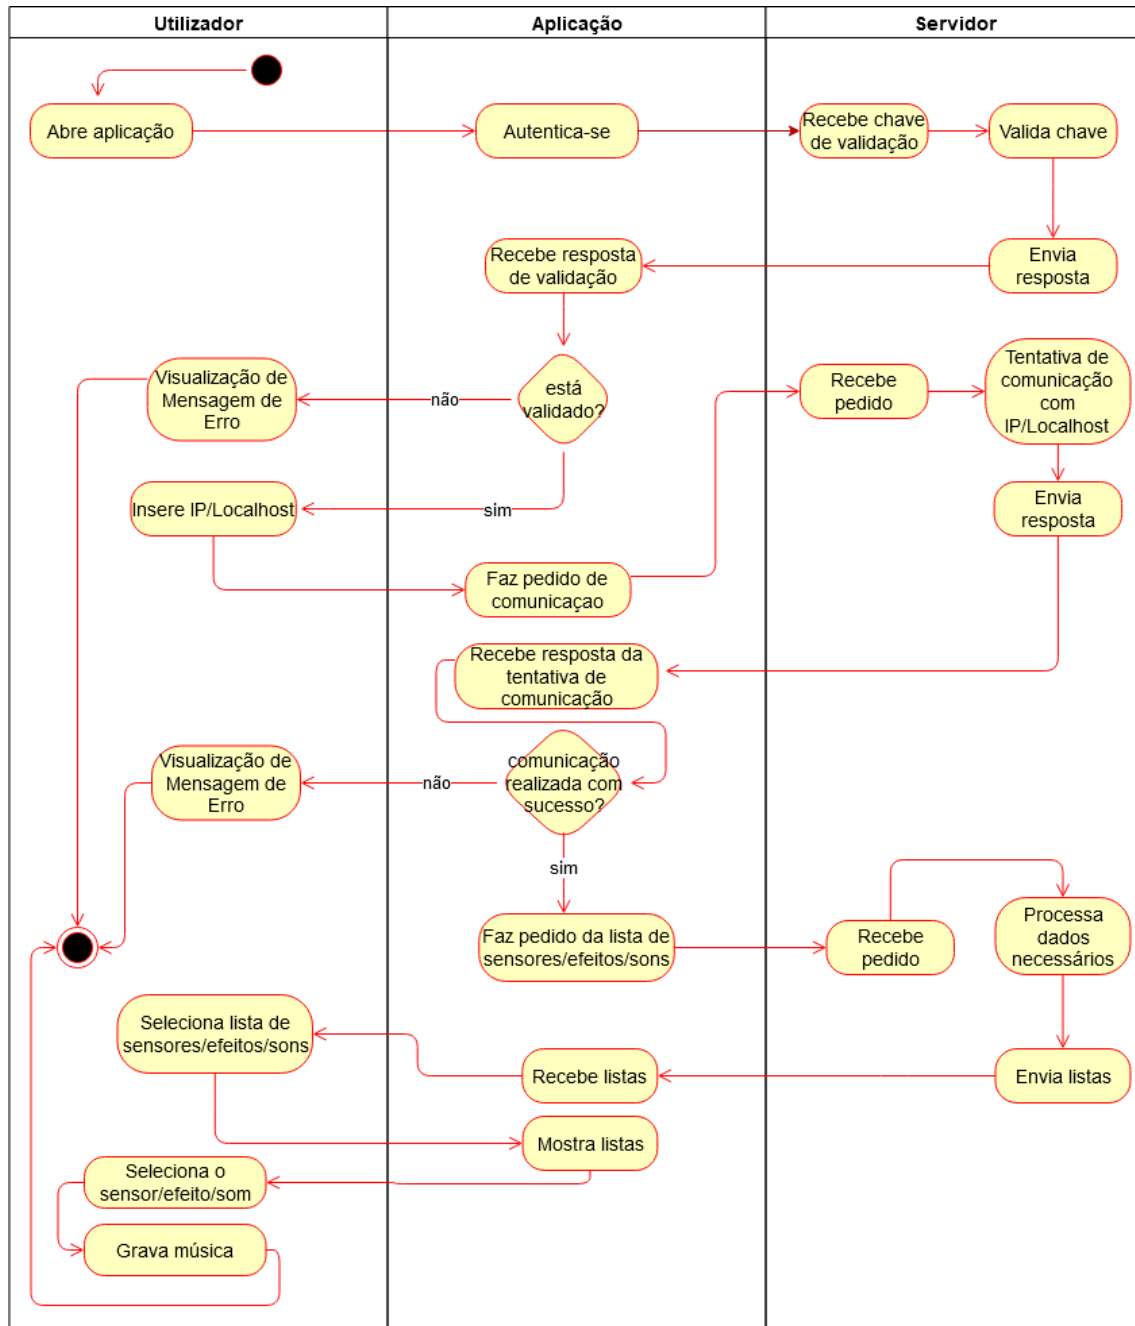 Utilizador
Aplicação
Servidor
Abre aplicação
Autentica-se
Recebe chave
de validação
Valida chave
Recebe resposta
de validação
Envia
resposta
Visualização de
Mensagem de
Erro
não
está
validado?
Recebe
pedido
Tentativa de
comunicação
com
IP/Localhost
Insere IP/Localhost
sim
Envia
resposta
Faz pedido de
comunicaçao
Recebe resposta da
tentativa de
comunicação
Visualização de
Mensagem de
Erro
não
comunicação
realizada com
sucesso?
sim
Faz pedido da lista de
sensores/efeitos/sons
Recebe
pedido
Processa
dados
necessários
Seleciona lista de
sensores/efeitos/sons
Recebe listas
Envia listas
Mostra listas
Seleciona o
sensor/efeito/som
Grava música